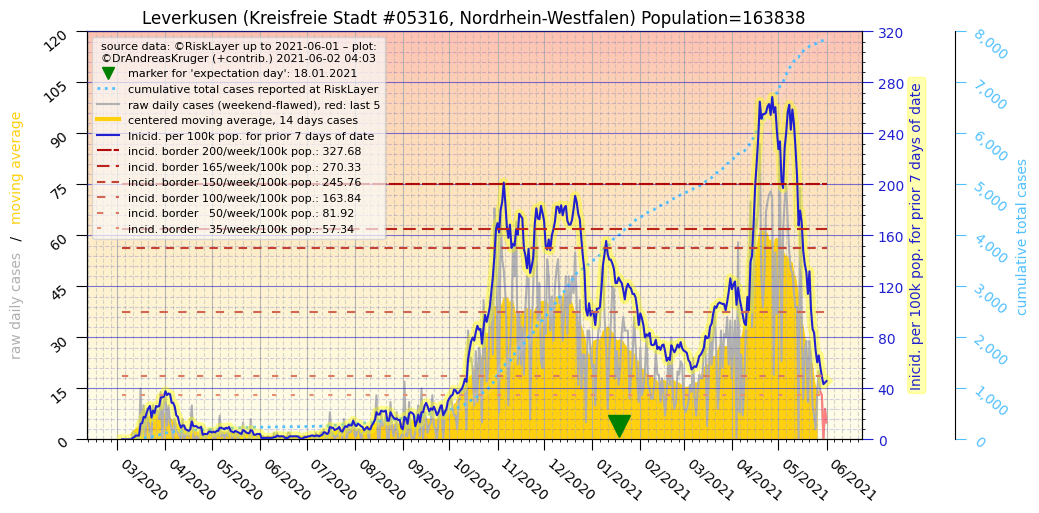 Leverkusen (Kreisfreie Stadt #05316, Nordrhein-Westfalen) Population=163838
source data: ©RiskLayer up to 2021-06-01 – plot:
©DrAndreasKruger (+contrib.) 2021-06-02 04:03
marker for 'expectation day': 18.01.2021
cumulative total cases reported at RiskLayer
raw daily cases (weekend-flawed), red: last 5
centered moving average, 14 days cases
Inicid. per 100k pop. for prior 7 days of date
incid. border 200/week/100k pop.: 327.68
incid. border 165/week/100k pop.: 270.33
incid. border 150/week/100k pop.: 245.76
incid. border 100/week/100k pop.: 163.84
incid. border 50/week/100k pop.: 81.92
incid. border 35/week/100k pop.: 57.34
raw daily cases / moving average
120
105
90
75
60
45
30
15
0
320
280
240
200
160
120
80
40
0
Inicid. per 100k pop. for prior 7 days of date
8,000
7,000
6,000
5,000
4,000
3,000
2,000
1,000
0
cumulative total cases
03/2020
04/2020
05/2020
06/2020
07/2020
08/2020
09/2020
10/2020
11/2020
12/2020
01/2021
02/2021
03/2021
04/2021
05/2021
06/2021